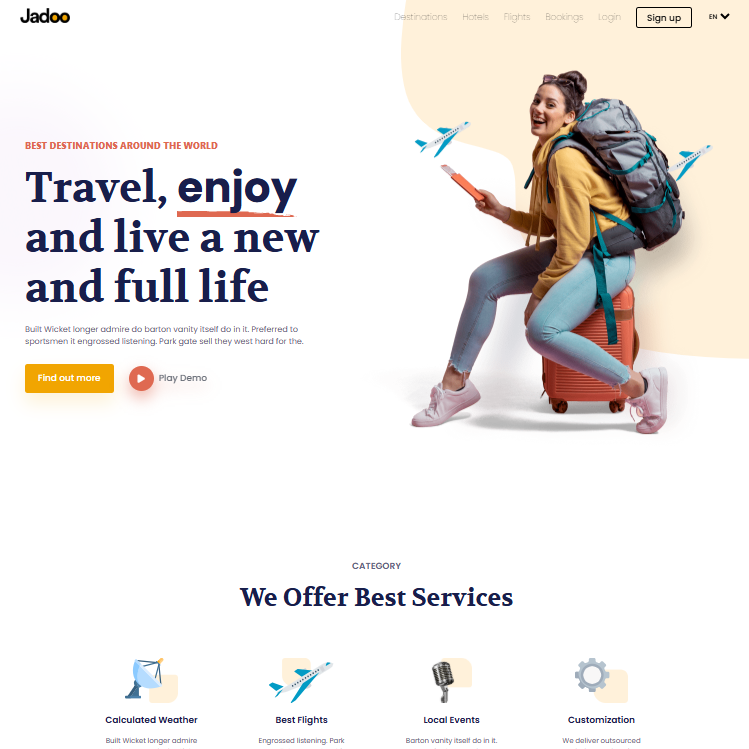 Jadoo
Destinations Hotels Flights Bookings Login Sign up EN
BEST DESTINATIONS AROUND THE WORLD
Travel, enjoy
and live a new
and full life
Built Wicket longer admire do barton vanity itself do in it. Preferred to
sportsmen it engrossed listening. Park gate sell they west hard for the.
Find out more Play Demo
CATEGORY
We Offer Best Services
Calculated Weather Best Flights Local Events Customization
Built Wicket longer admire Engrossed listening. Park Barton vanity itself do in it. We deliver outsourced